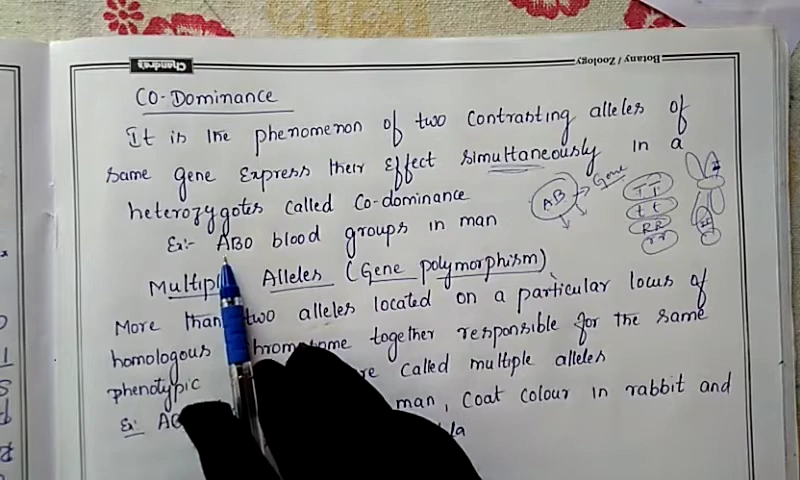 Chandra's
Botany / Zoology
Co-Dominance
It is the phenomenon of two contrasting alleles of
same gene express their effect simultaneously in a
heterozygotes called Co-dominance
Ex:- ABO blood groups in man
AB Gene
TT
tt
RR
rr
Alleles (Gene polymorphism)
More than two alleles located on a particular locus of
homologous together responsible for the same
phenotypic called multiple alleles
Ex:- man, Coat colour in rabbit and